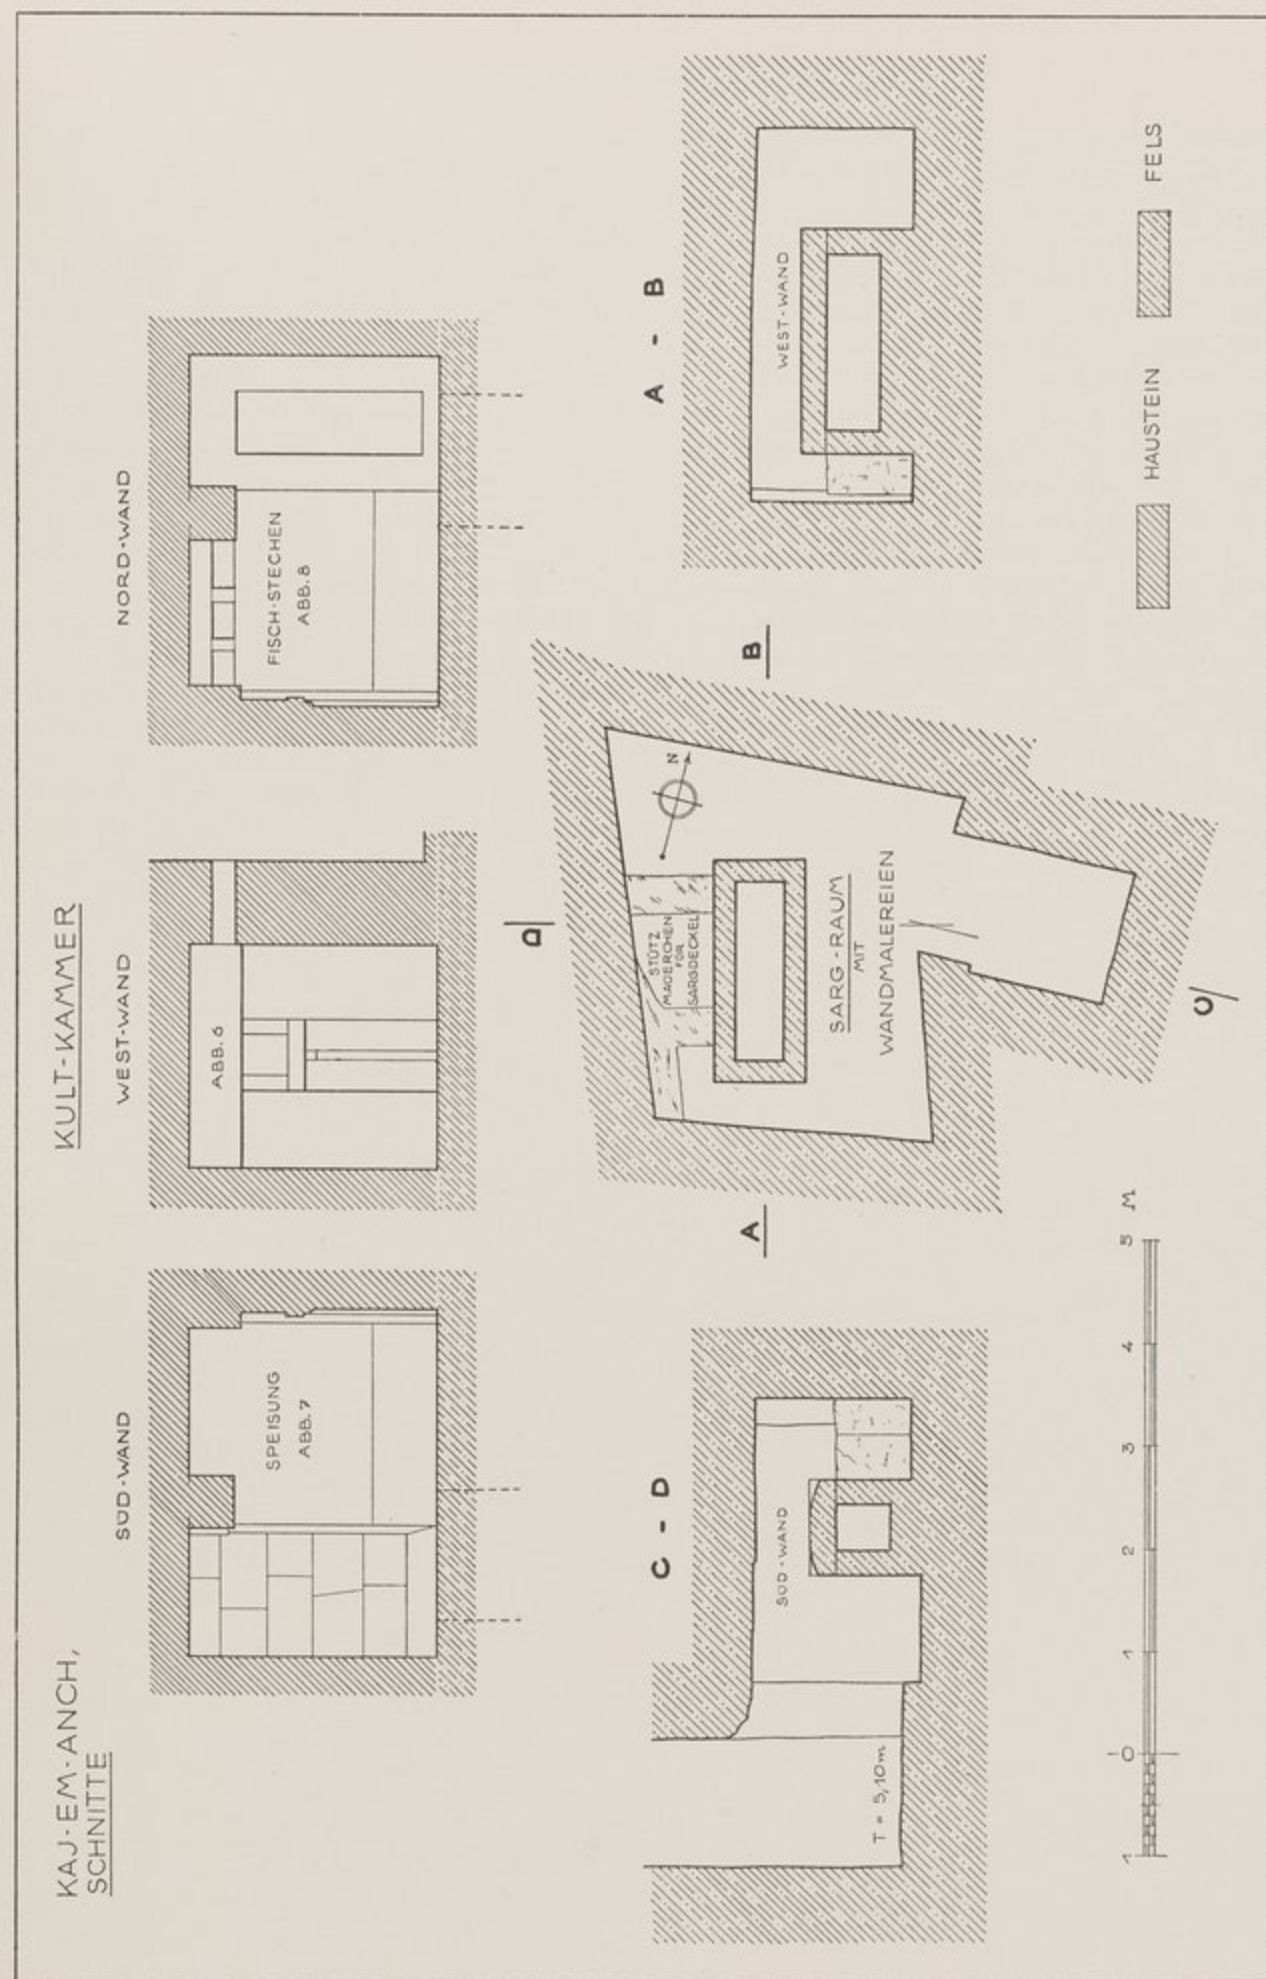 KAJ-EM-ANCH,
SCHNITTE
KULT-KAMMER
SÜD-WAND
WEST-WAND
NORD-WAND
SPEISUNG
ABB. 7
ABB. 6
FISCH-STECHEN
ABB. 8
C - D
SÜD-WAND
T = 5,10m
A
B
C
D
N
STÜTZ
MÄUERCHEN
FÜR
SARGDECKEL
SARG-RAUM
MIT
WANDMALEREIEN
A - B
WEST-WAND
1 0 1 2 3 4 5 M
HAUSTEIN
FELS